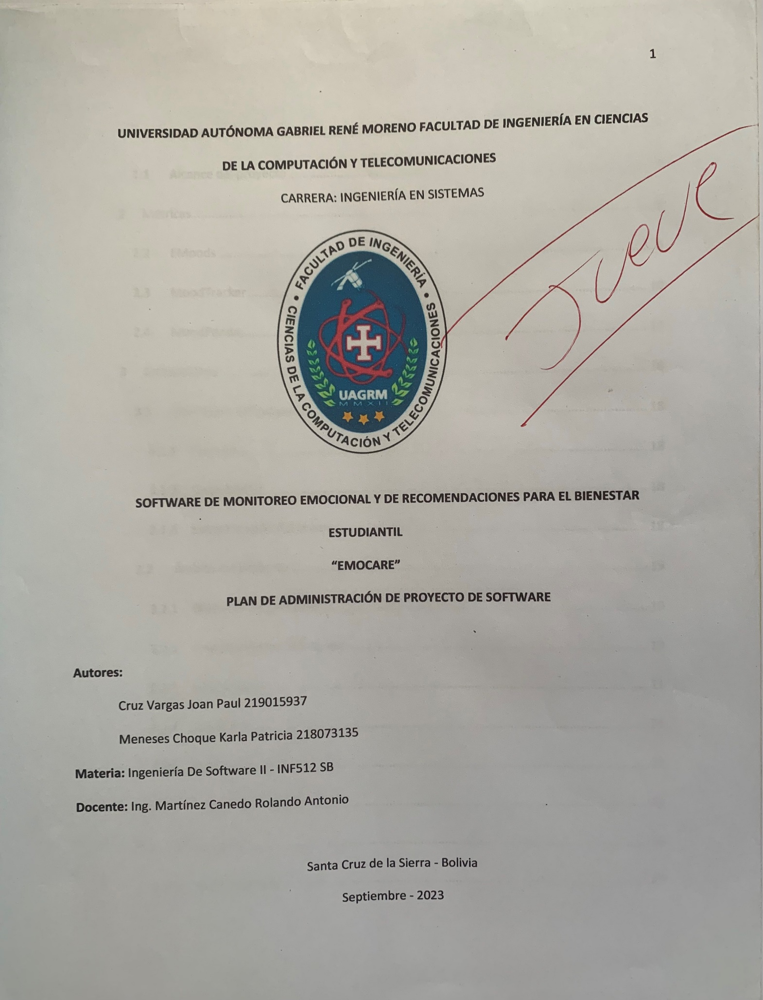 1
UNIVERSIDAD AUTÓNOMA GABRIEL RENÉ MORENO FACULTAD DE INGENIERÍA EN CIENCIAS
DE LA COMPUTACIÓN Y TELECOMUNICACIONES
CARRERA: INGENIERÍA EN SISTEMAS
• FACULTAD DE INGENIERÍA •
CIENCIAS DE LA COMPUTACIÓN Y TELECOMUNICACIONES
UAGRM
MMXII
SOFTWARE DE MONITOREO EMOCIONAL Y DE RECOMENDACIONES PARA EL BIENESTAR
ESTUDIANTIL
“EMOCARE”
PLAN DE ADMINISTRACIÓN DE PROYECTO DE SOFTWARE
Autores:
Cruz Vargas Joan Paul 219015937
Meneses Choque Karla Patricia 218073135
Materia: Ingeniería De Software II - INF512 SB
Docente: Ing. Martínez Canedo Rolando Antonio
Santa Cruz de la Sierra - Bolivia
Septiembre - 2023